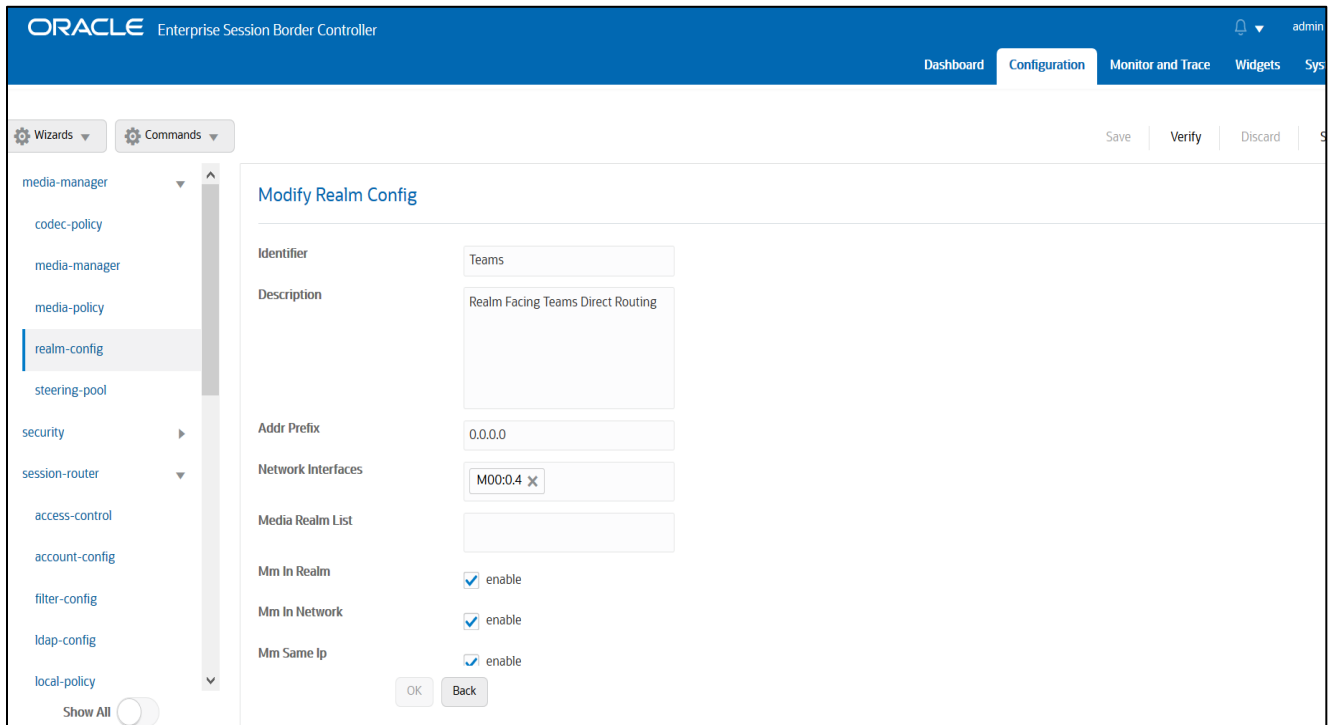 ORACLE Enterprise Session Border Controller
admin
Dashboard Configuration Monitor and Trace Widgets Sys
Wizards Commands
Save Verify Discard S
media-manager
codec-policy
media-manager
media-policy
realm-config
steering-pool
security
session-router
access-control
account-config
filter-config
ldap-config
local-policy
Show All
Modify Realm Config
Identifier Teams
Description Realm Facing Teams Direct Routing
Addr Prefix 0.0.0.0
Network Interfaces M00:0.4
Media Realm List
Mm In Realm enable
Mm In Network enable
Mm Same Ip enable
OK Back